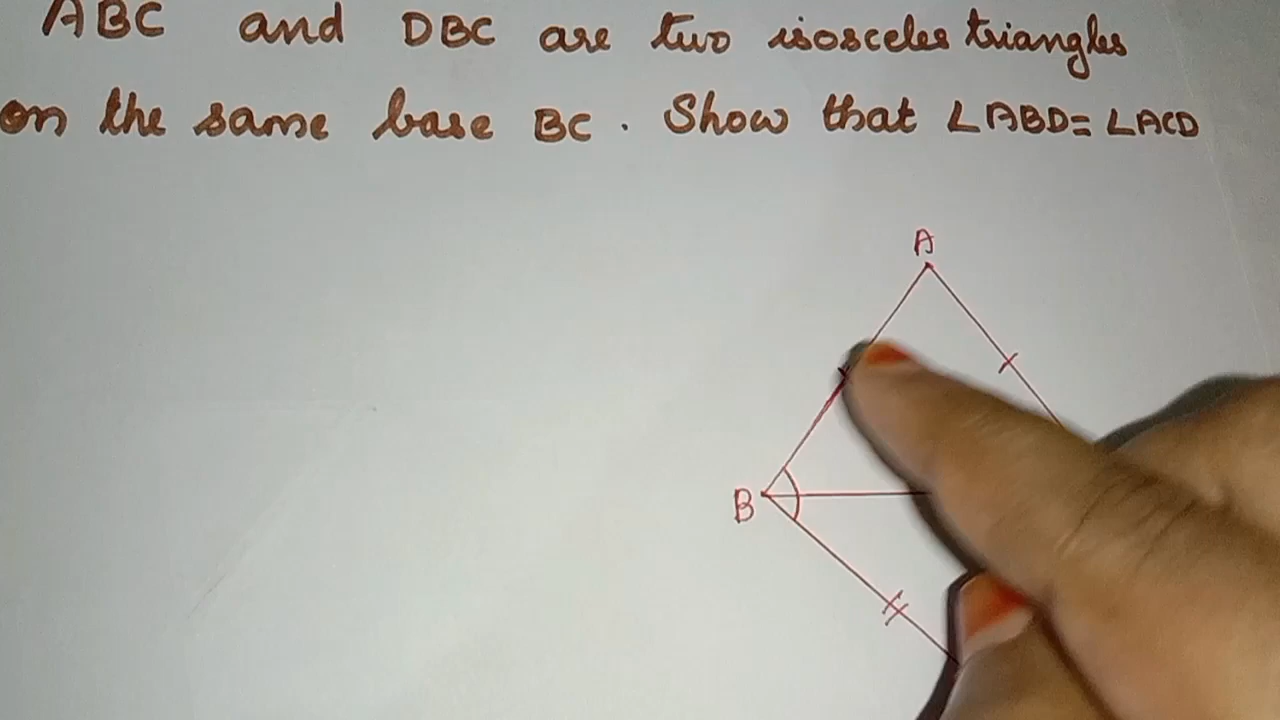 ABC and DBC are two isosceles triangles
on the same base BC. Show that ∠ABD = ∠ACD
A
B